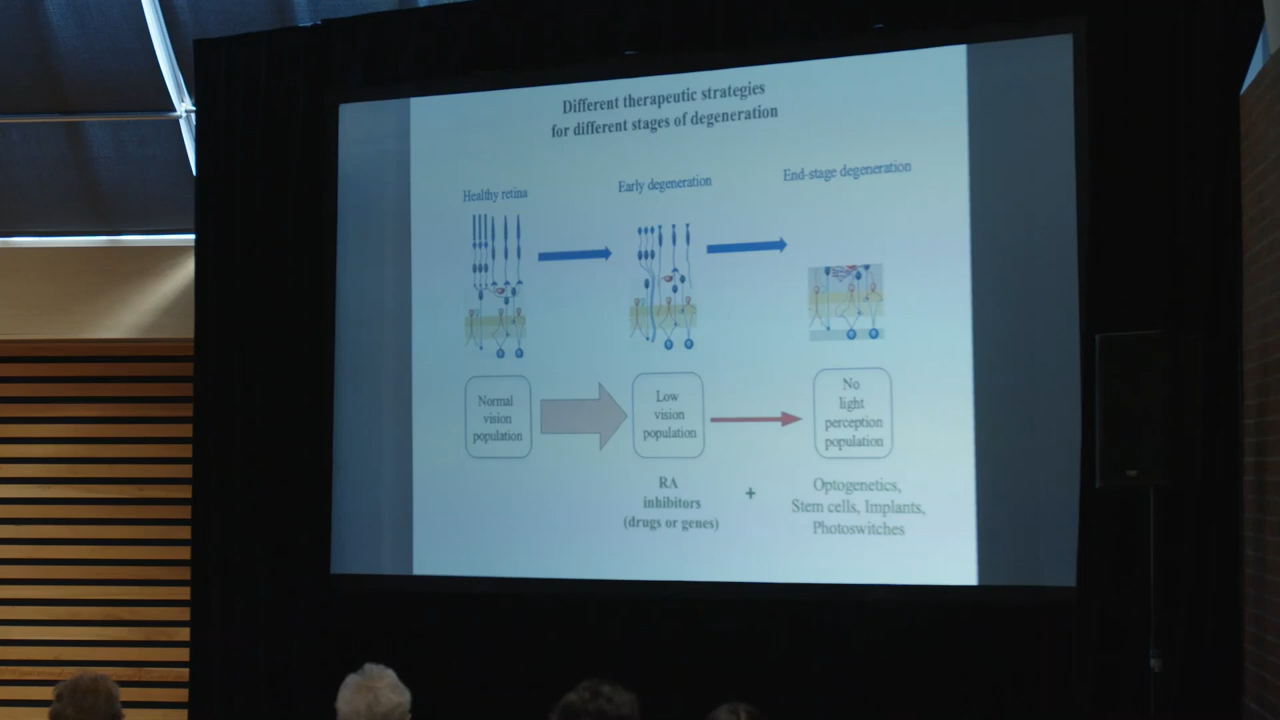 Different therapeutic strategies
for different stages of degeneration
Healthy retina
Early degeneration
End-stage degeneration
Normal
vision
population
Low
vision
population
No
light
perception
population
RA
inhibitors
(drugs or genes)
+
Optogenetics,
Stem cells, Implants,
Photoswitches